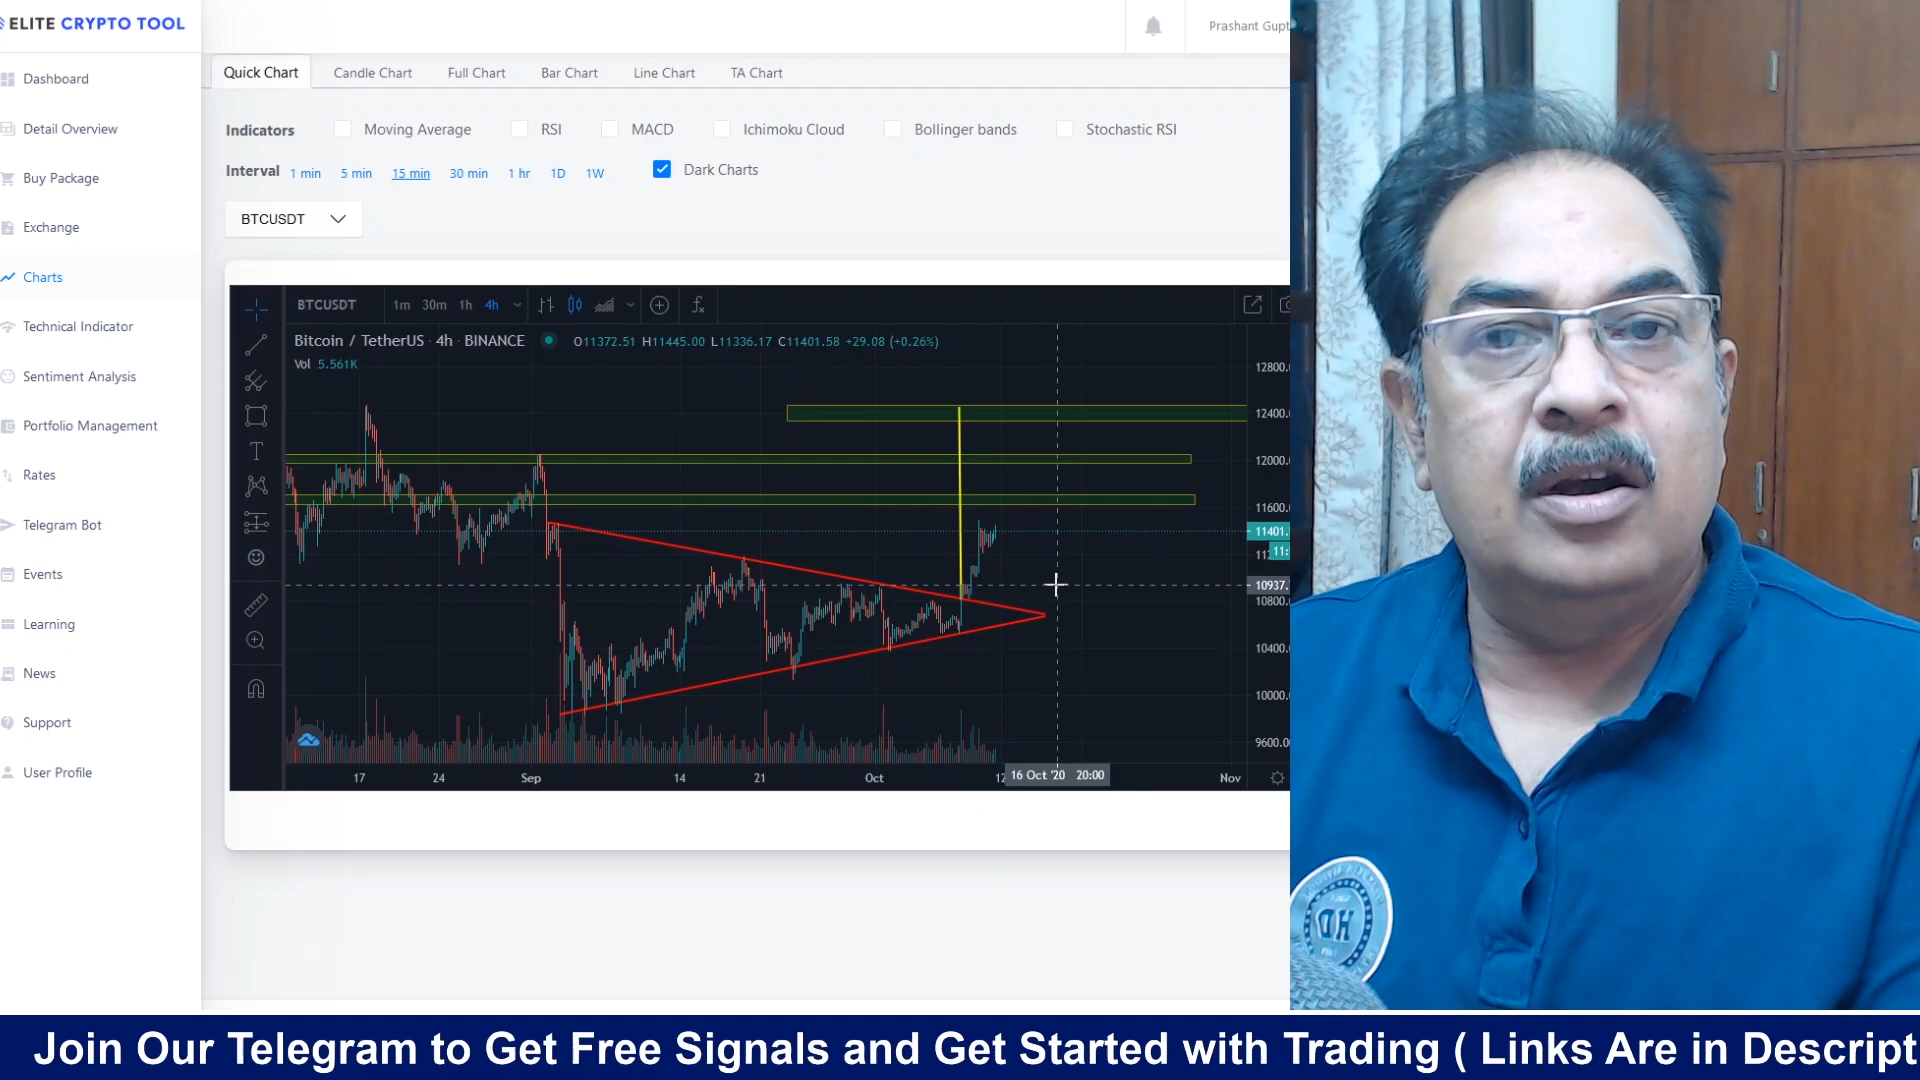 ELITE CRYPTO TOOL
Prashant Gupt
Dashboard
Detail Overview
Buy Package
Exchange
Charts
Technical Indicator
Sentiment Analysis
Portfolio Management
Rates
Telegram Bot
Events
Learning
News
Support
User Profile
Quick Chart Candle Chart Full Chart Bar Chart Line Chart TA Chart
Indicators Moving Average RSI MACD Ichimoku Cloud Bollinger bands Stochastic RSI
Interval 1 min 5 min 15 min 30 min 1 hr 1D 1W Dark Charts
BTCUSDT
BTCUSDT 1m 30m 1h 4h
Bitcoin / TetherUS · 4h · BINANCE O11372.51 H11445.00 L11336.17 C11401.58 +29.08 (+0.26%)
Vol 5.561K
12800.
12400.
12000.
11600.
11401.
11:
10937.
10800.
10400.
10000.
9600.0
17 24 Sep 14 21 Oct 12 16 Oct '20 20:00 Nov
HD
Join Our Telegram to Get Free Signals and Get Started with Trading ( Links Are in Descript